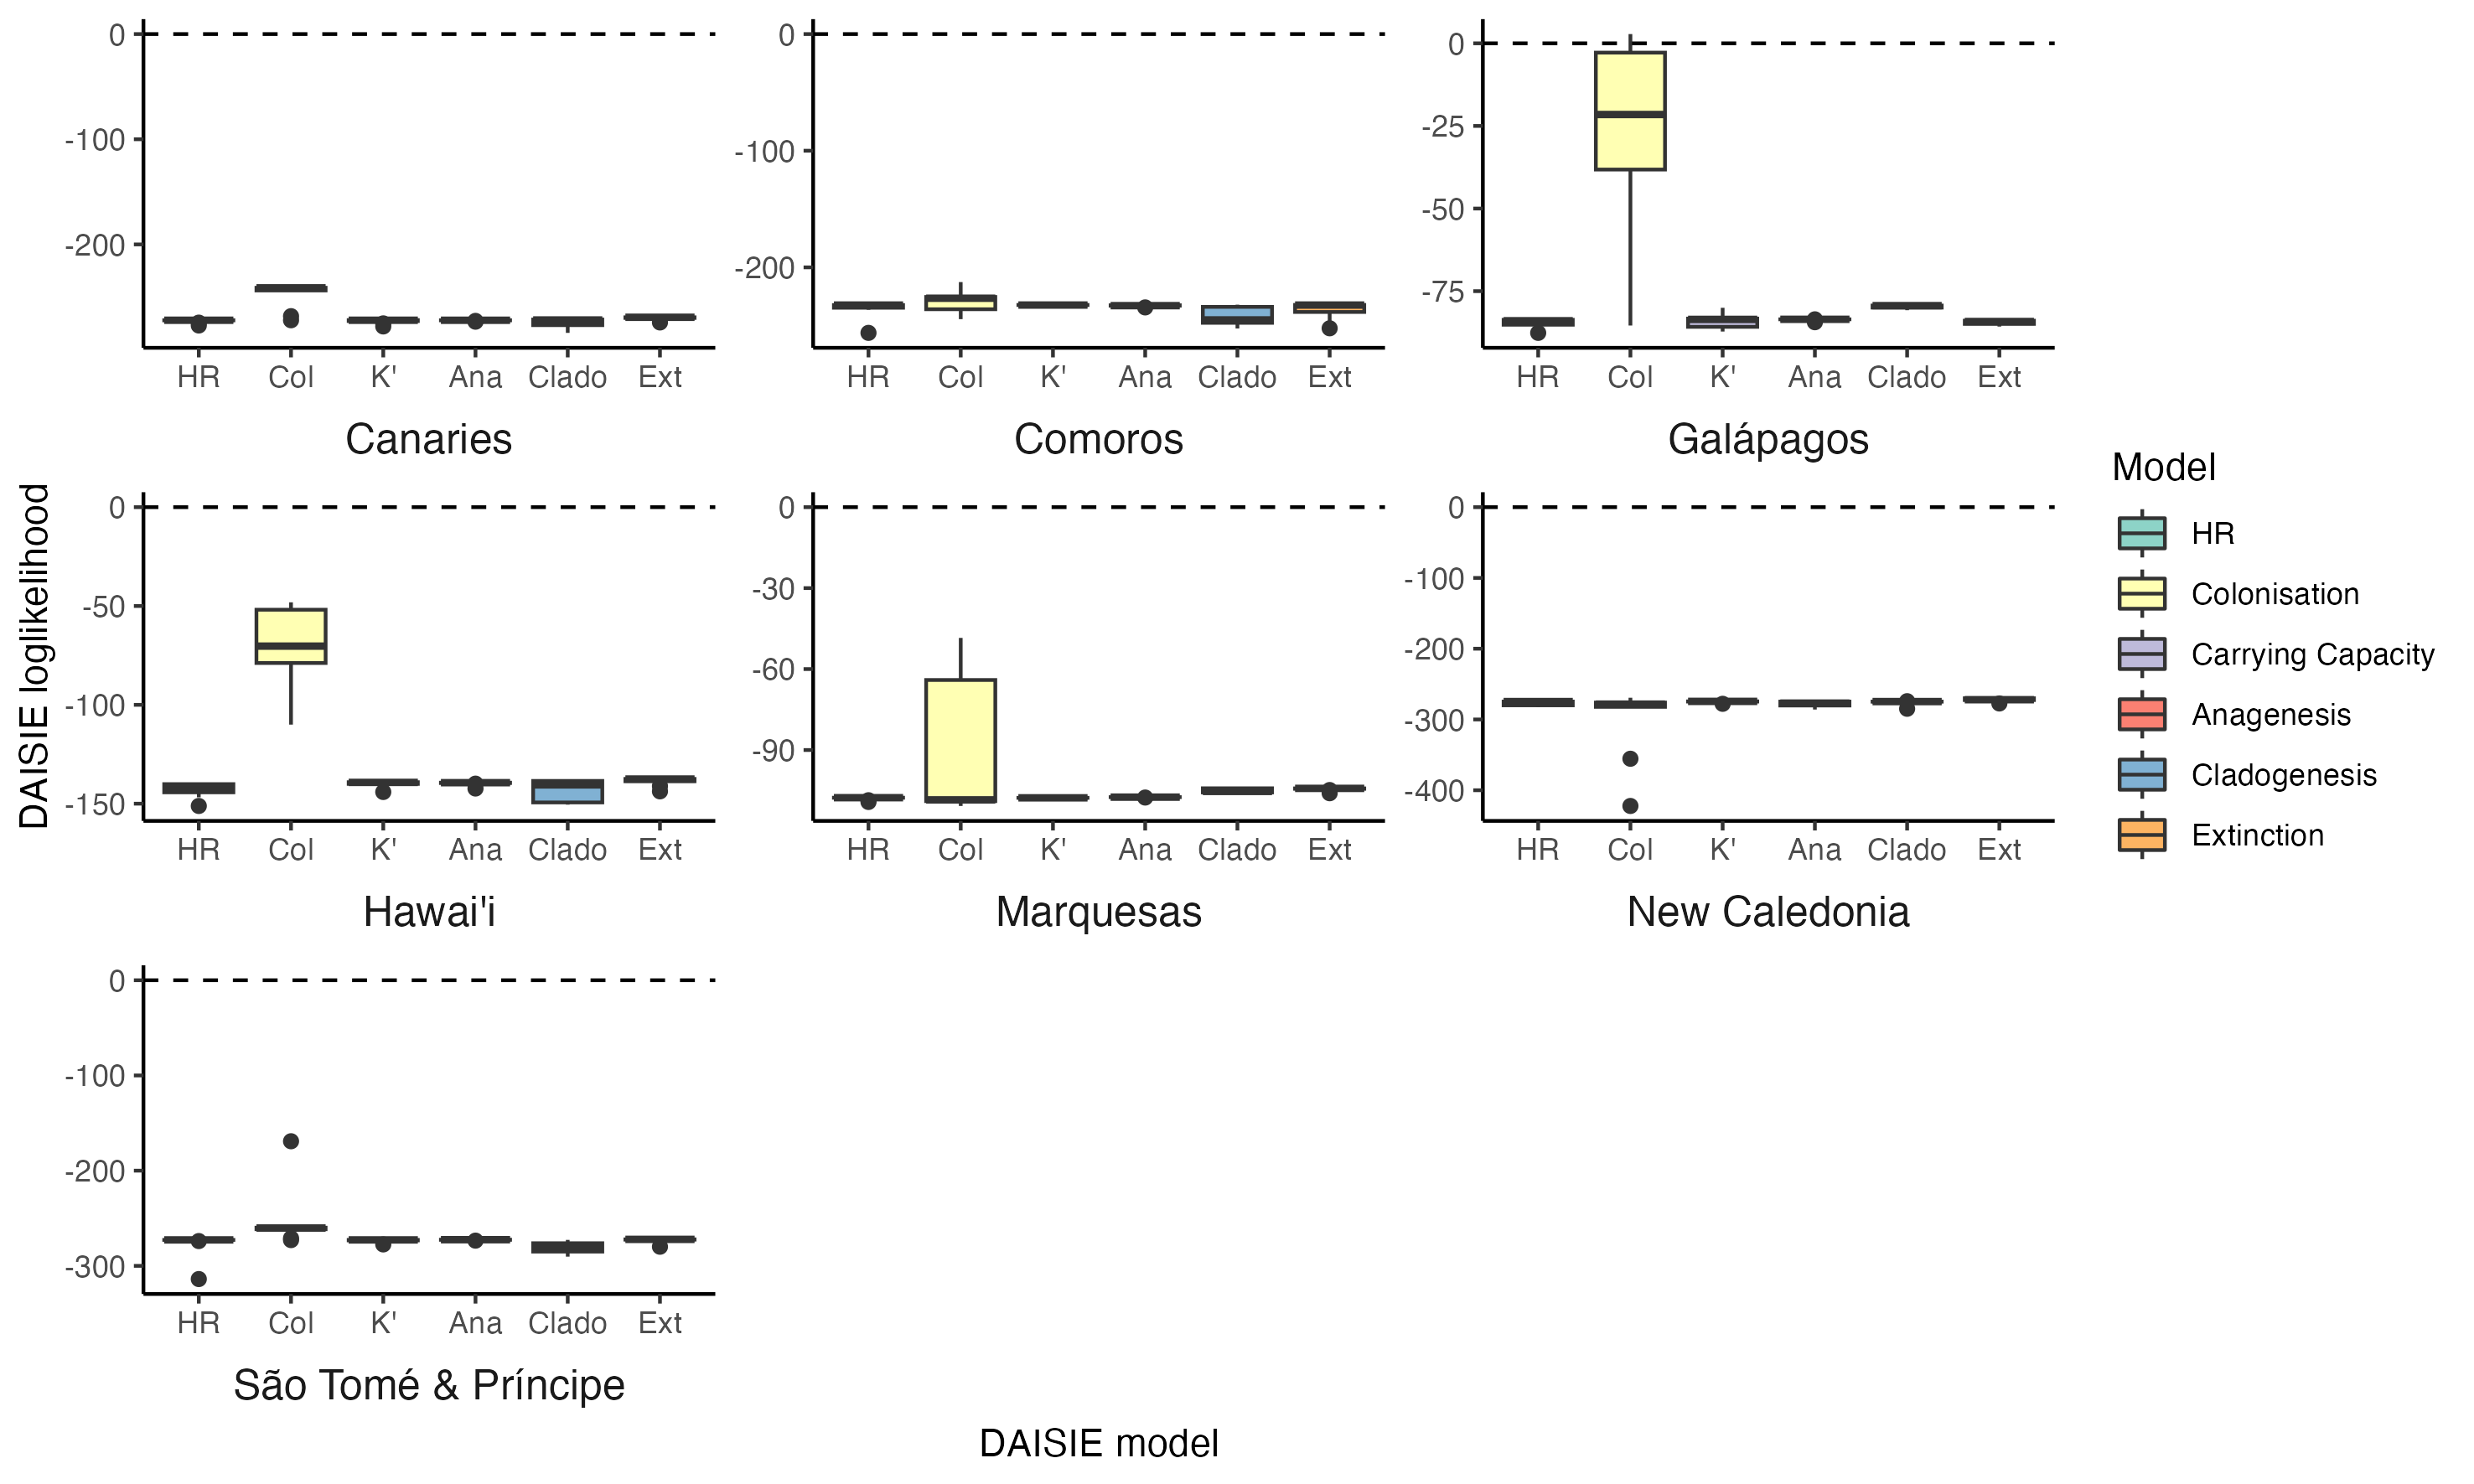 0
-100
-200
HR Col K' Ana Clado Ext
Canaries
0
-100
-200
HR Col K' Ana Clado Ext
Comoros
0
-25
-50
-75
HR Col K' Ana Clado Ext
Galápagos
DAISIE loglikelihood
0
-50
-100
-150
HR Col K' Ana Clado Ext
Hawai'i
0
-30
-60
-90
HR Col K' Ana Clado Ext
Marquesas
0
-100
-200
-300
-400
HR Col K' Ana Clado Ext
New Caledonia
0
-100
-200
-300
HR Col K' Ana Clado Ext
São Tomé & Príncipe
DAISIE model
Model
HR
Colonisation
Carrying Capacity
Anagenesis
Cladogenesis
Extinction